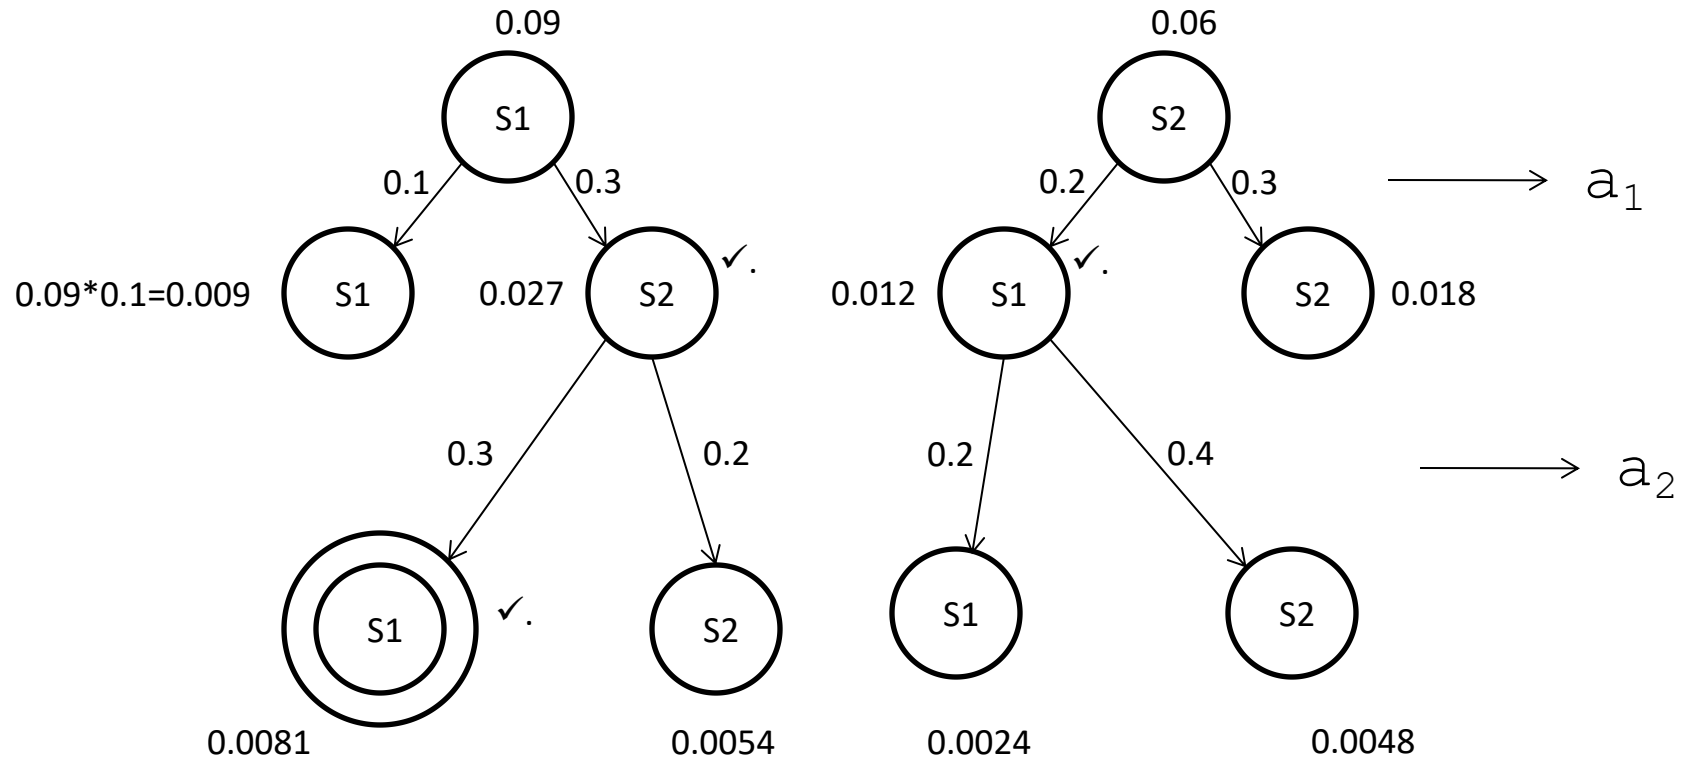 0.09 0.06
S1 S2
0.1 0.3 0.2 0.3 a1
✓. ✓.
0.09*0.1=0.009 S1 0.027 S2 0.012 S1 S2 0.018
0.3 0.2 0.2 0.4 a2
S1 ✓. S2 S1 S2
0.0081 0.0054 0.0024 0.0048